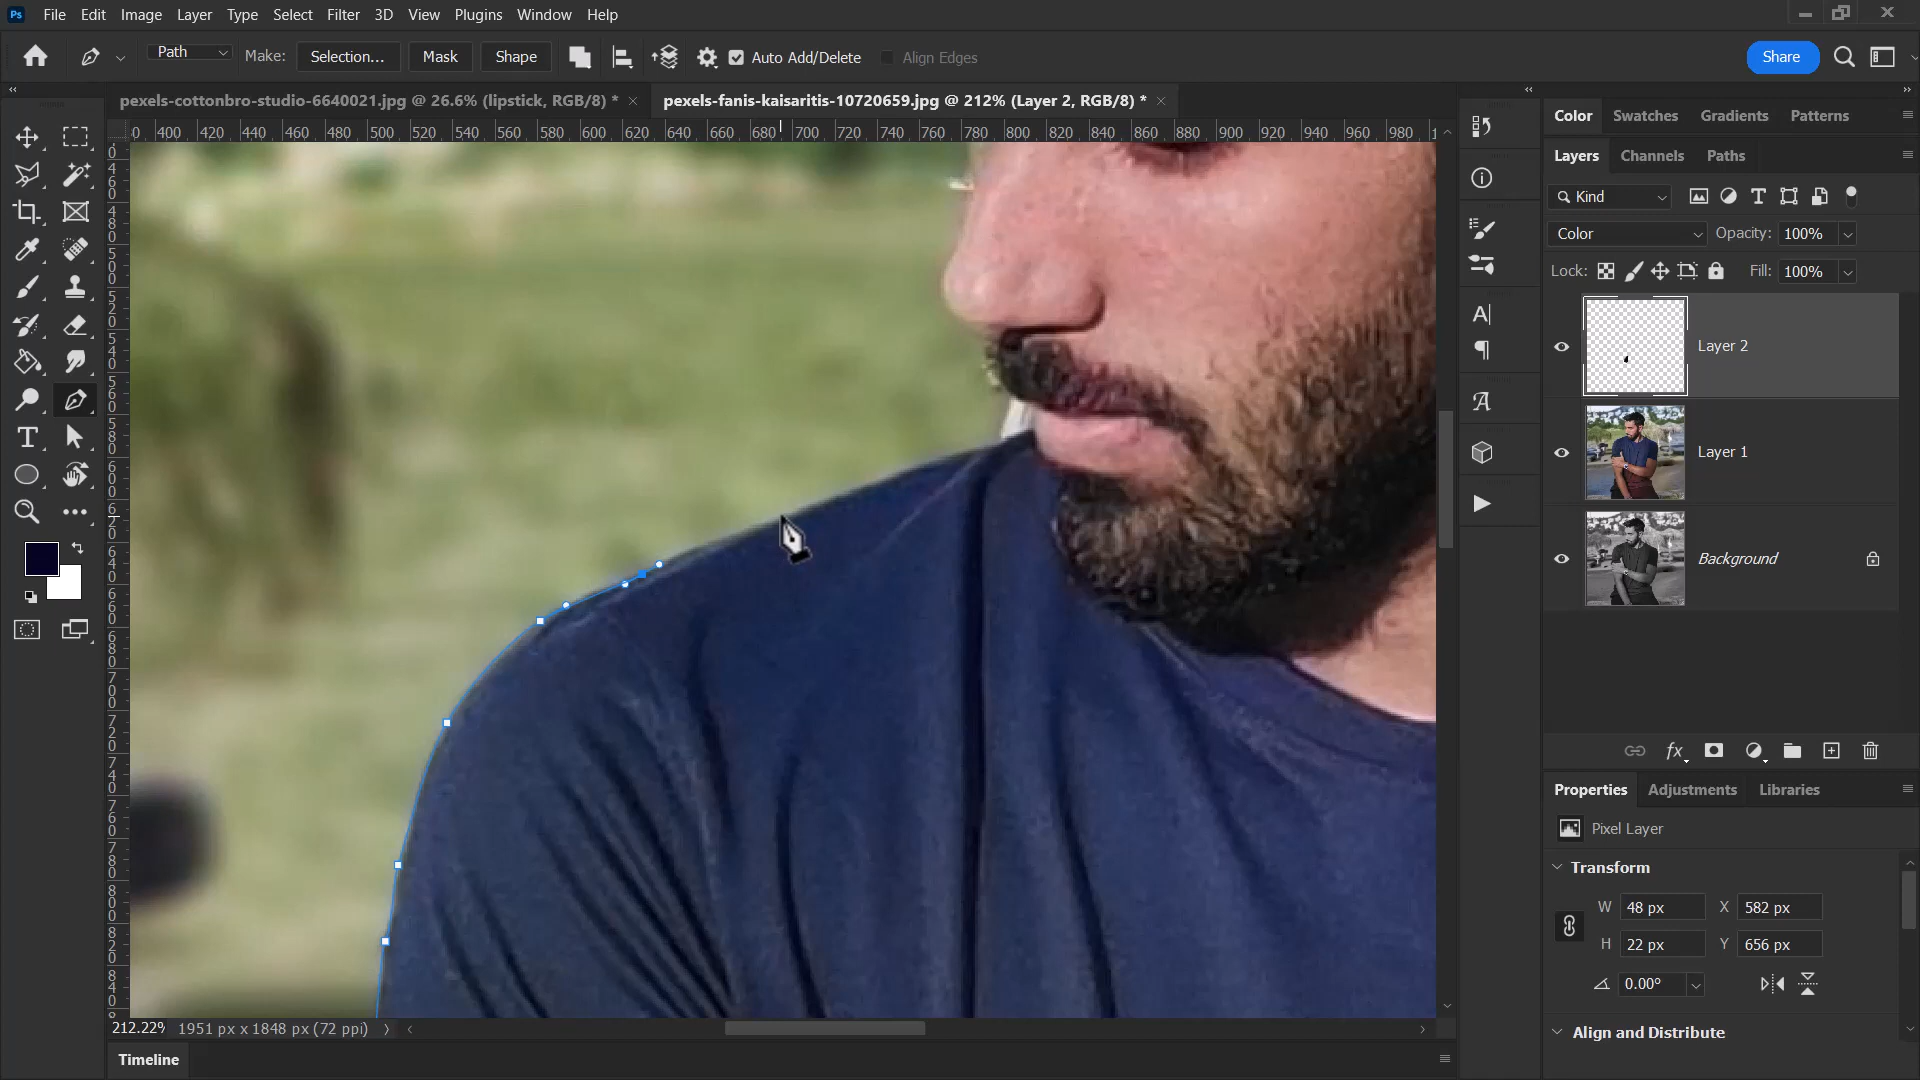 Ps File Edit Image Layer Type Select Filter 3D View Plugins Window Help
Path Make: Selection... Mask Shape Auto Add/Delete Align Edges Share
pexels-cottonbro-studio-6640021.jpg @ 26.6% (lipstick, RGB/8) * pexels-fanis-kaisaritis-10720659.jpg @ 212% (Layer 2, RGB/8) *
400 420 440 460 480 500 520 540 560 580 600 620 640 660 680 700 720 740 760 780 800 820 840 860 880 900 920 940 960 980
Color Swatches Gradients Patterns
Layers Channels Paths
Kind
Color Opacity: 100%
Lock: Fill: 100%
Layer 2
Layer 1
Background
fx
Properties Adjustments Libraries
Pixel Layer
Transform
W 48 px X 582 px
H 22 px Y 656 px
0.00°
Align and Distribute
212.22% 1951 px x 1848 px (72 ppi)
Timeline